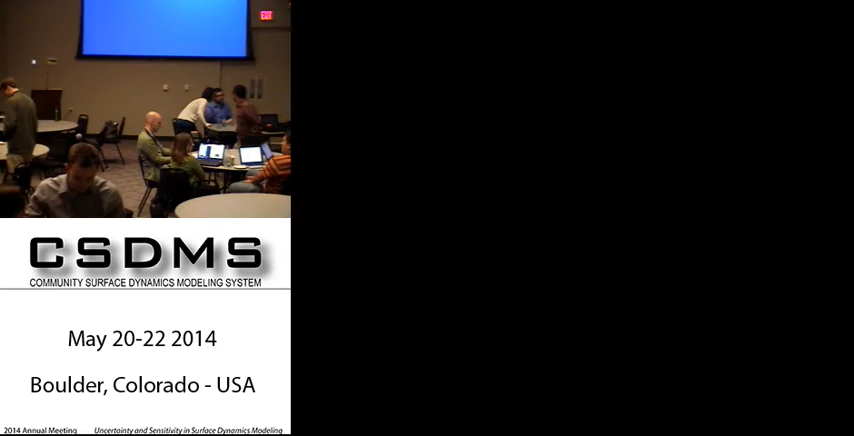 EXIT
CSDMS
COMMUNITY SURFACE DYNAMICS MODELING SYSTEM
May 20-22 2014
Boulder, Colorado - USA
2014 Annual Meeting Uncertainty and Sensitivity in Surface Dynamics Modeling